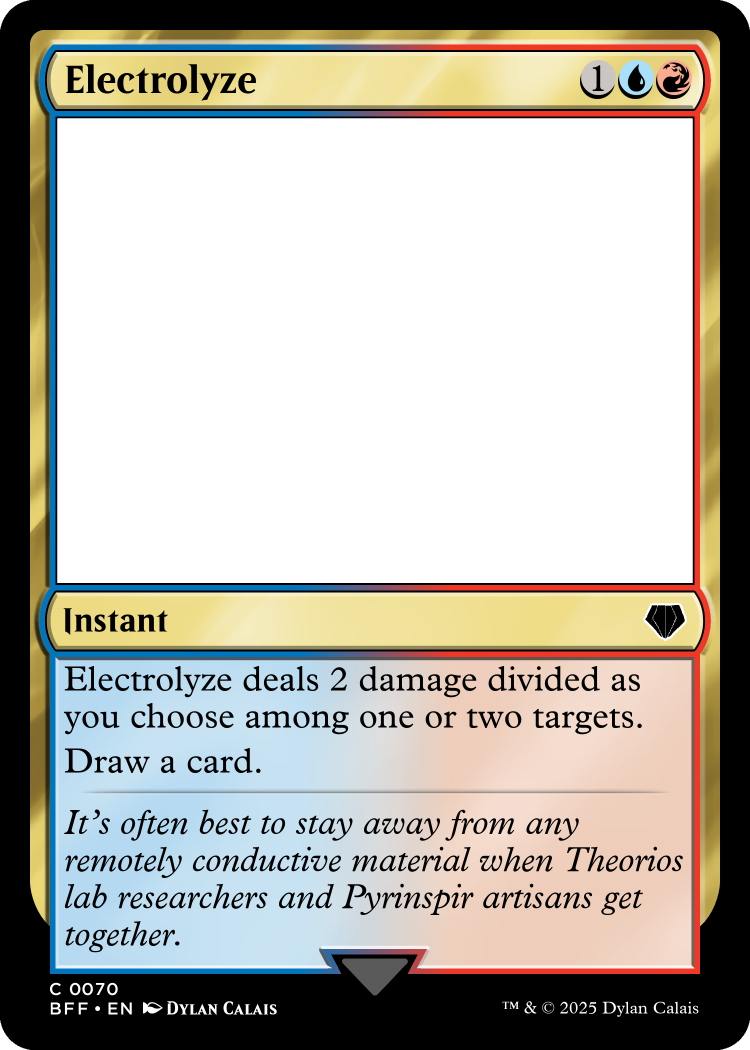 Electrolyze 1
Instant
Electrolyze deals 2 damage divided as
you choose among one or two targets.
Draw a card.
It's often best to stay away from any
remotely conductive material when Theorios
lab researchers and Pyrinspir artisans get
together.
C 0070
BFF • EN DYLAN CALAIS
™ & © 2025 Dylan Calais